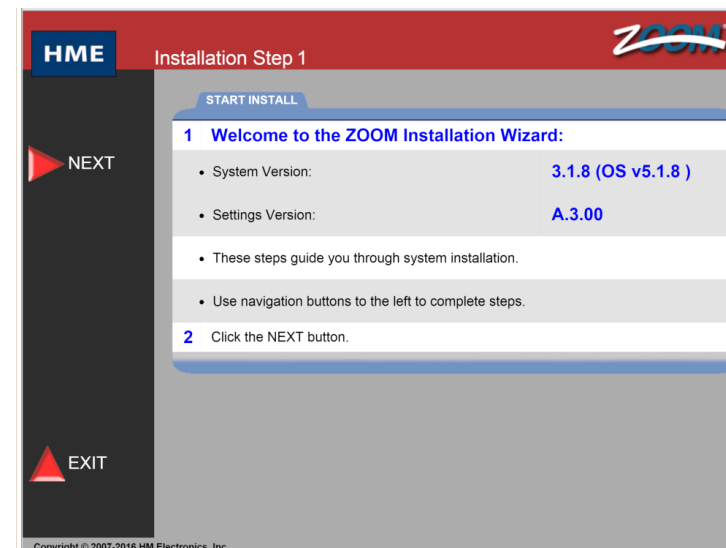 HME
Installation Step 1
ZOOM
START INSTALL
1 Welcome to the ZOOM Installation Wizard:
NEXT
• System Version: 3.1.8 (OS v5.1.8 )
• Settings Version: A.3.00
• These steps guide you through system installation.
• Use navigation buttons to the left to complete steps.
2 Click the NEXT button.
EXIT
Copyright © 2007-2016 HM Electronics, Inc.